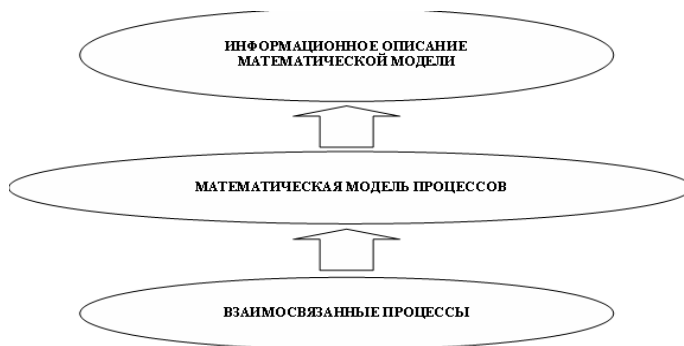 ИНФОРМАЦИОННОЕ ОПИСАНИЕ
МАТЕМАТИЧЕСКОЙ МОДЕЛИ
МАТЕМАТИЧЕСКАЯ МОДЕЛЬ ПРОЦЕССОВ
ВЗАИМОСВЯЗАННЫЕ ПРОЦЕССЫ